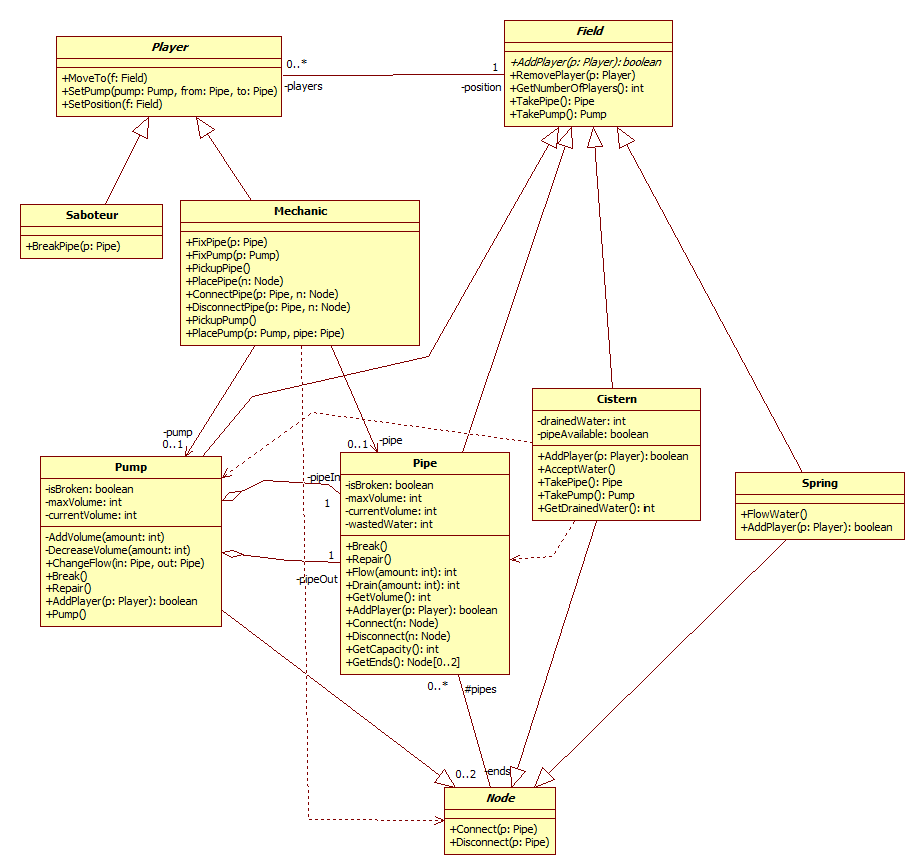 Player
+MoveTo(f: Field)
+SetPump(pump: Pump, from: Pipe, to: Pipe)
+SetPosition(f: Field)
0..*
-players
1
-position
Field
+AddPlayer(p: Player): boolean
+RemovePlayer(p: Player)
+GetNumberOfPlayers(): int
+TakePipe(): Pipe
+TakePump(): Pump
Saboteur
+BreakPipe(p: Pipe)
Mechanic
+FixPipe(p: Pipe)
+FixPump(p: Pump)
+PickupPipe()
+PlacePipe(n: Node)
+ConnectPipe(p: Pipe, n: Node)
+DisconnectPipe(p: Pipe, n: Node)
+PickupPump()
+PlacePump(p: Pump, pipe: Pipe)
-pump
0..1
0..1
-pipe
Cistern
-drainedWater: int
-pipeAvailable: boolean
+AddPlayer(p: Player): boolean
+AcceptWater()
+TakePipe(): Pipe
+TakePump(): Pump
+GetDrainedWater(): int
Spring
+FlowWater()
+AddPlayer(p: Player): boolean
Pump
-isBroken: boolean
-maxVolume: int
-currentVolume: int
-AddVolume(amount: int)
-DecreaseVolume(amount: int)
+ChangeFlow(in: Pipe, out: Pipe)
+Break()
+Repair()
+AddPlayer(p: Player): boolean
+Pump()
-pipeIn
1
1
-pipeOut
Pipe
-isBroken: boolean
-maxVolume: int
-currentVolume: int
-wastedWater: int
+Break()
+Repair()
+Flow(amount: int): int
+Drain(amount: int): int
+GetVolume(): int
+AddPlayer(p: Player): boolean
+Connect(n: Node)
+Disconnect(n: Node)
+GetCapacity(): int
+GetEnds(): Node[0..2]
0..*
#pipes
0..2
-ends
Node
+Connect(p: Pipe)
+Disconnect(p: Pipe)